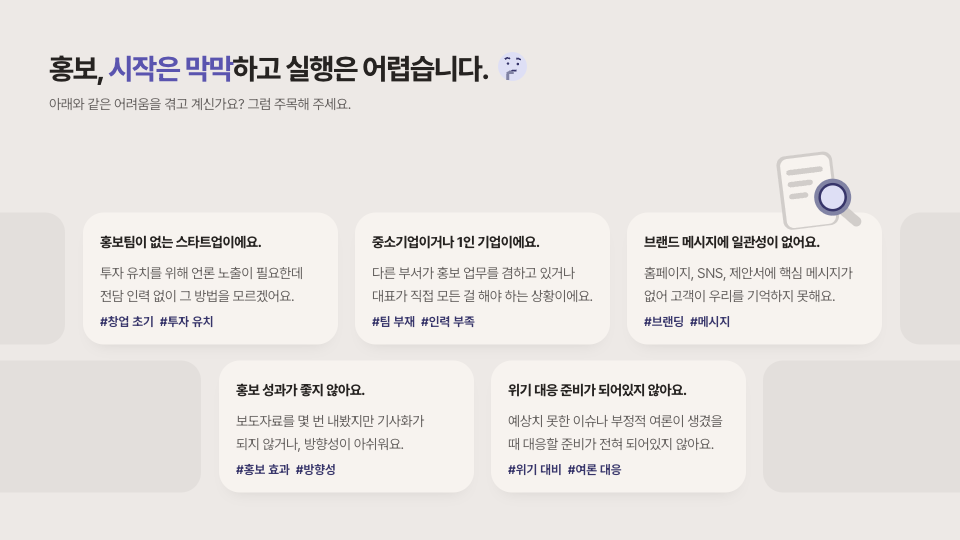 홍보, 시작은 막막하고 실행은 어렵습니다.
아래와 같은 어려움을 겪고 계신가요? 그럼 주목해 주세요.
홍보팀이 없는 스타트업이에요.
투자 유치를 위해 언론 노출이 필요한데
전담 인력 없이 그 방법을 모르겠어요.
#창업 초기 #투자 유치
중소기업이거나 1인 기업이에요.
다른 부서가 홍보 업무를 겸하고 있거나
대표가 직접 모든 걸 해야 하는 상황이에요.
#팀 부재 #인력 부족
브랜드 메시지에 일관성이 없어요.
홈페이지, SNS, 제안서에 핵심 메시지가
없어 고객이 우리를 기억하지 못해요.
#브랜딩 #메시지
홍보 성과가 좋지 않아요.
보도자료를 몇 번 내봤지만 기사화가
되지 않거나, 방향성이 아쉬워요.
#홍보 효과 #방향성
위기 대응 준비가 되어있지 않아요.
예상치 못한 이슈나 부정적 여론이 생겼을
때 대응할 준비가 전혀 되어있지 않아요.
#위기 대비 #여론 대응